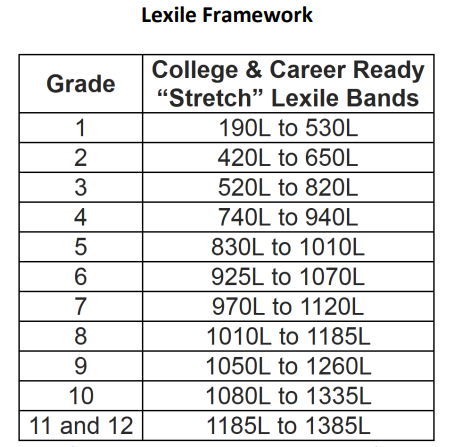 Lexile Framework
Grade
College & Career Ready
“Stretch” Lexile Bands
1 190L to 530L
2 420L to 650L
3 520L to 820L
4 740L to 940L
5 830L to 1010L
6 925L to 1070L
7 970L to 1120L
8 1010L to 1185L
9 1050L to 1260L
10 1080L to 1335L
11 and 12 1185L to 1385L